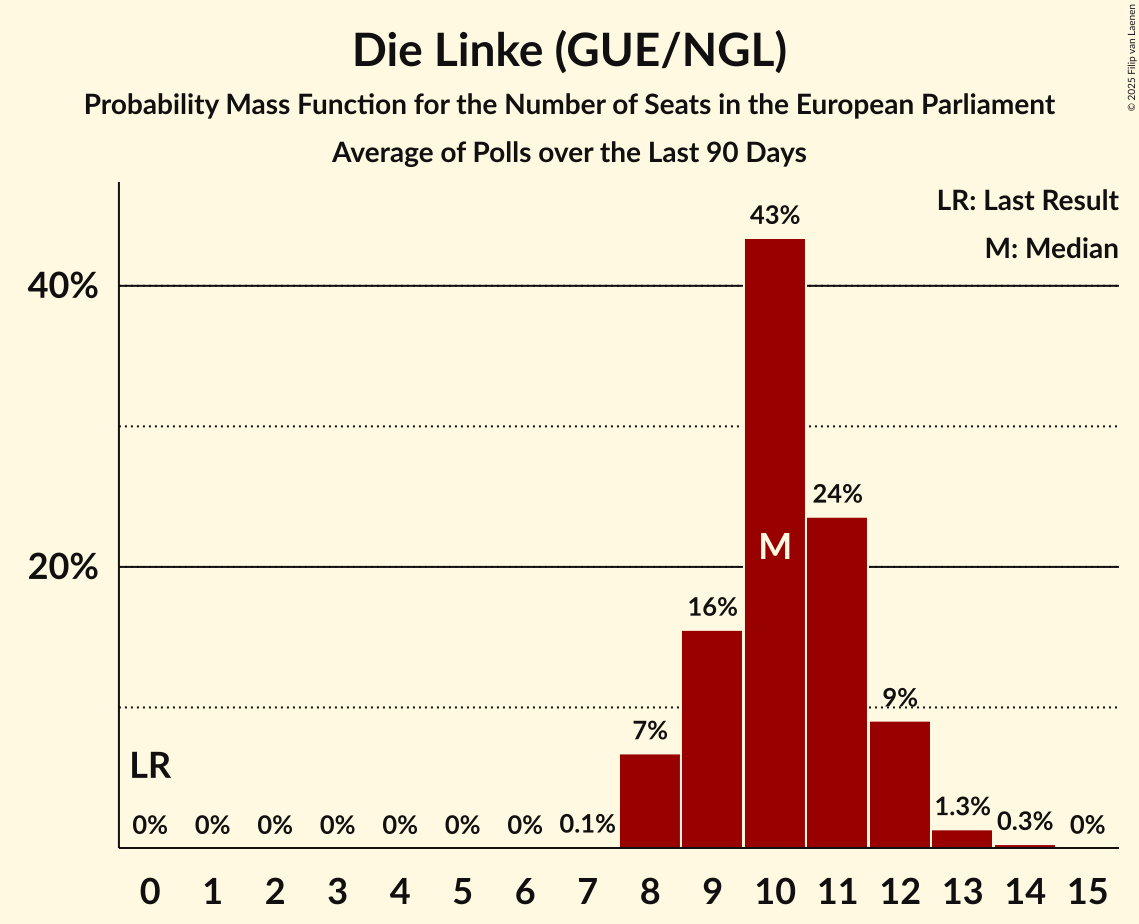 Die Linke (GUE/NGL)
Probability Mass Function for the Number of Seats in the European Parliament
Average of Polls over the Last 90 Days
© 2025 Filip van Laenen
LR: Last Result
M: Median
43%
40%
24%
M
20%
16%
9%
7%
LR
0% 0% 0% 0% 0% 0% 0% 0.1% 1.3% 0.3% 0%
0 1 2 3 4 5 6 7 8 9 10 11 12 13 14 15